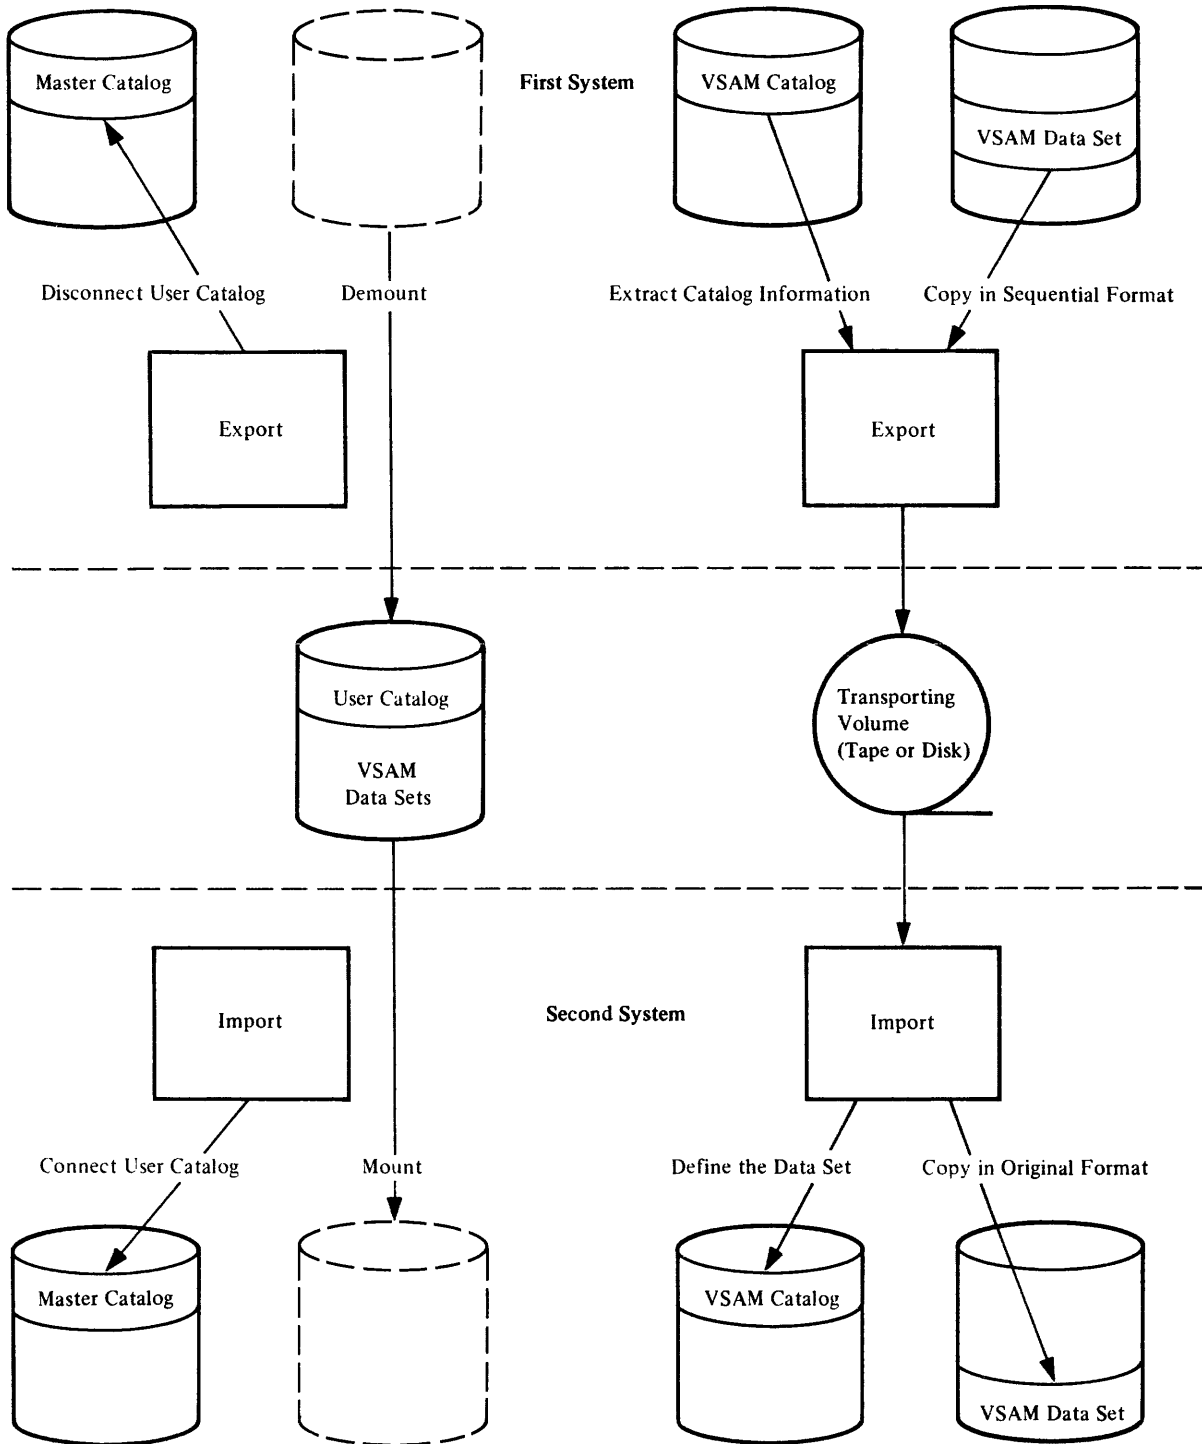 Master Catalog
First System
VSAM Catalog
VSAM Data Set
Disconnect User Catalog
Demount
Extract Catalog Information
Copy in Sequential Format
Export
Export
User Catalog
VSAM
Data Sets
Transporting
Volume
(Tape or Disk)
Import
Second System
Import
Connect User Catalog
Mount
Define the Data Set
Copy in Original Format
Master Catalog
VSAM Catalog
VSAM Data Set